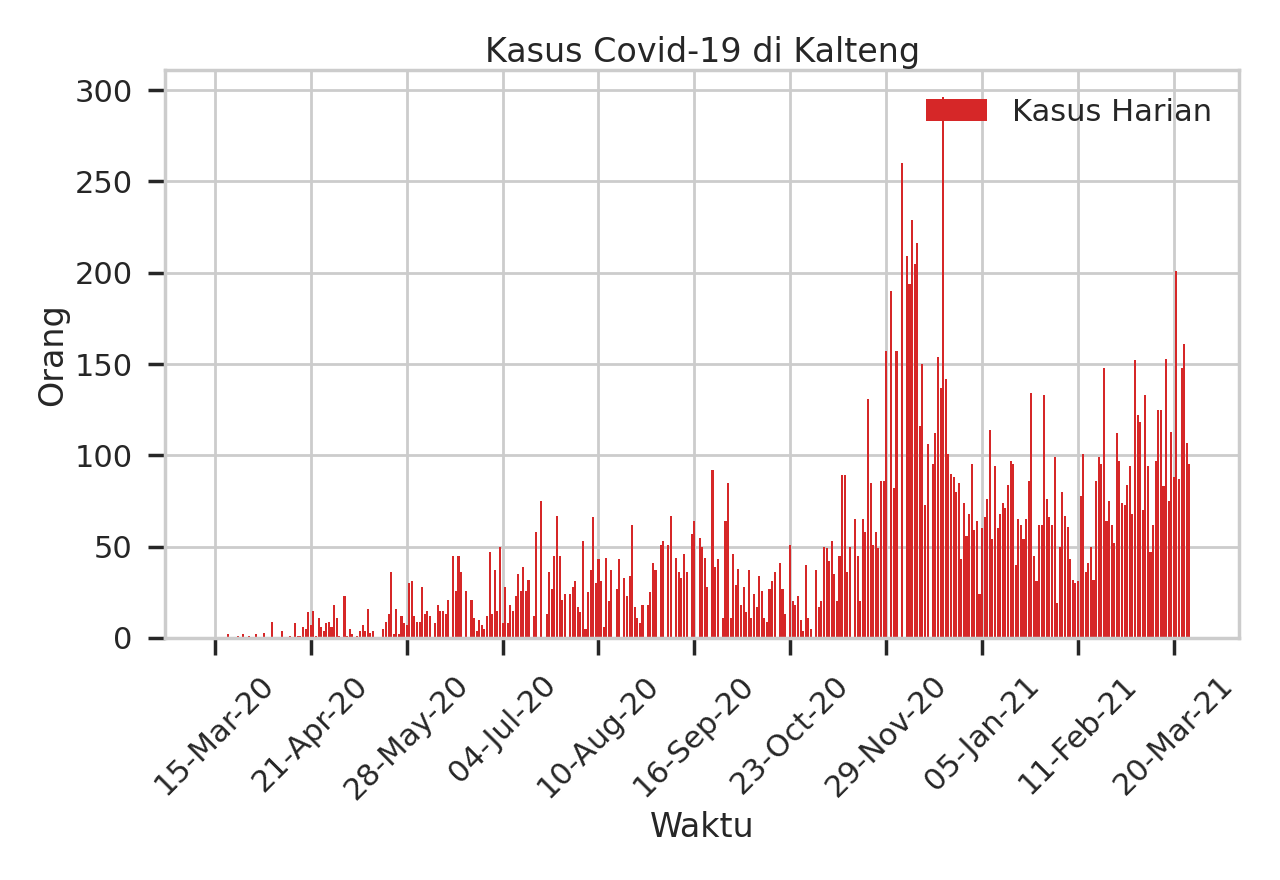 Kasus Covid-19 di Kalteng
Kasus Harian
300
250
200
150
100
50
0
Orang
15-Mar-20
21-Apr-20
28-May-20
04-Jul-20
10-Aug-20
16-Sep-20
23-Oct-20
29-Nov-20
05-Jan-21
11-Feb-21
20-Mar-21
Waktu